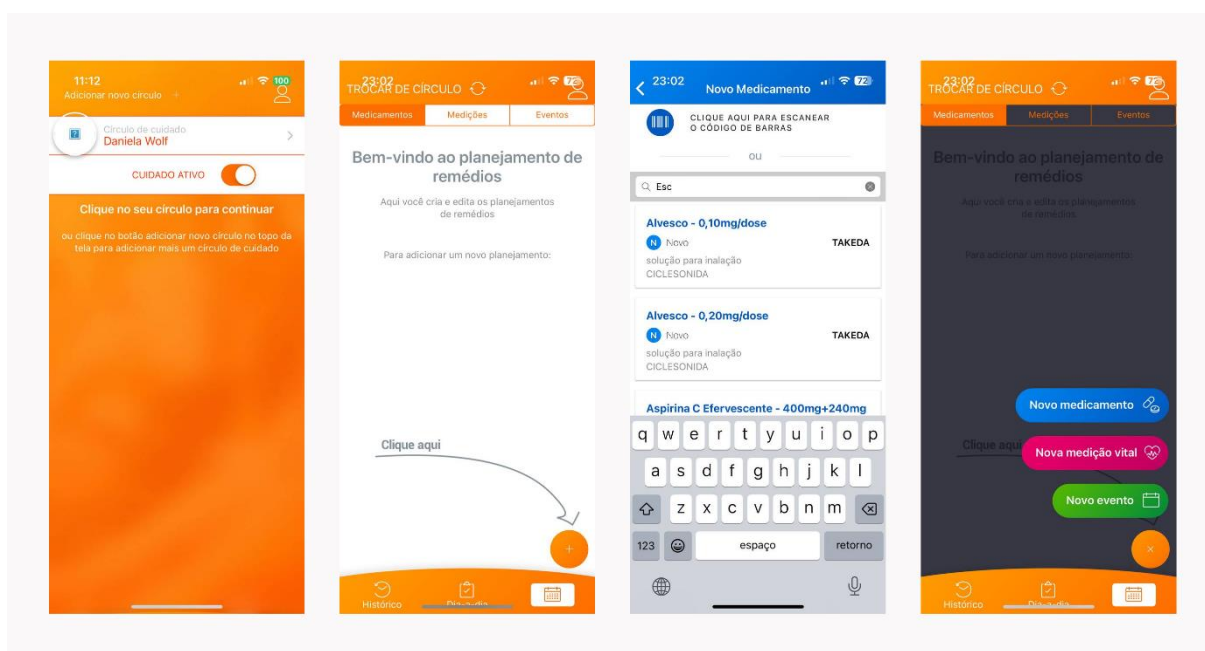 11:12
100
Adicionar novo círculo +
Círculo de cuidado
Daniela Wolf
CUIDADO ATIVO
Clique no seu círculo para continuar
ou clique no botão adicionar novo círculo no topo da
tela para adicionar mais um círculo de cuidado
23:02
72
TROCAR DE CÍRCULO
Medicamentos
Medições
Eventos
Bem-vindo ao planejamento de
remédios
Aqui você cria e edita os planejamentos
de remédios
Para adicionar um novo planejamento:
Clique aqui
+
Histórico
Dia-a-dia
23:02
72
Novo Medicamento
CLIQUE AQUI PARA ESCANEAR
O CÓDIGO DE BARRAS
OU
Esc
Alvesco - 0,10mg/dose
N Novo TAKEDA
solução para inalação
CICLESONIDA
Alvesco - 0,20mg/dose
N Novo TAKEDA
solução para inalação
CICLESONIDA
Aspirina C Efervescente - 400mg+240mg
q w e r t y u i o p
a s d f g h j k l
z x c v b n m
123 espaço retorno
23:02
72
TROCAR DE CÍRCULO
Medicamentos
Medições
Eventos
Bem-vindo ao planejamento de
remédios
Aqui você cria e edita os planejamentos
de remédios
Para adicionar um novo planejamento:
Novo medicamento
Clique aqui
Nova medição vital
Novo evento
×
Histórico
Dia-a-dia